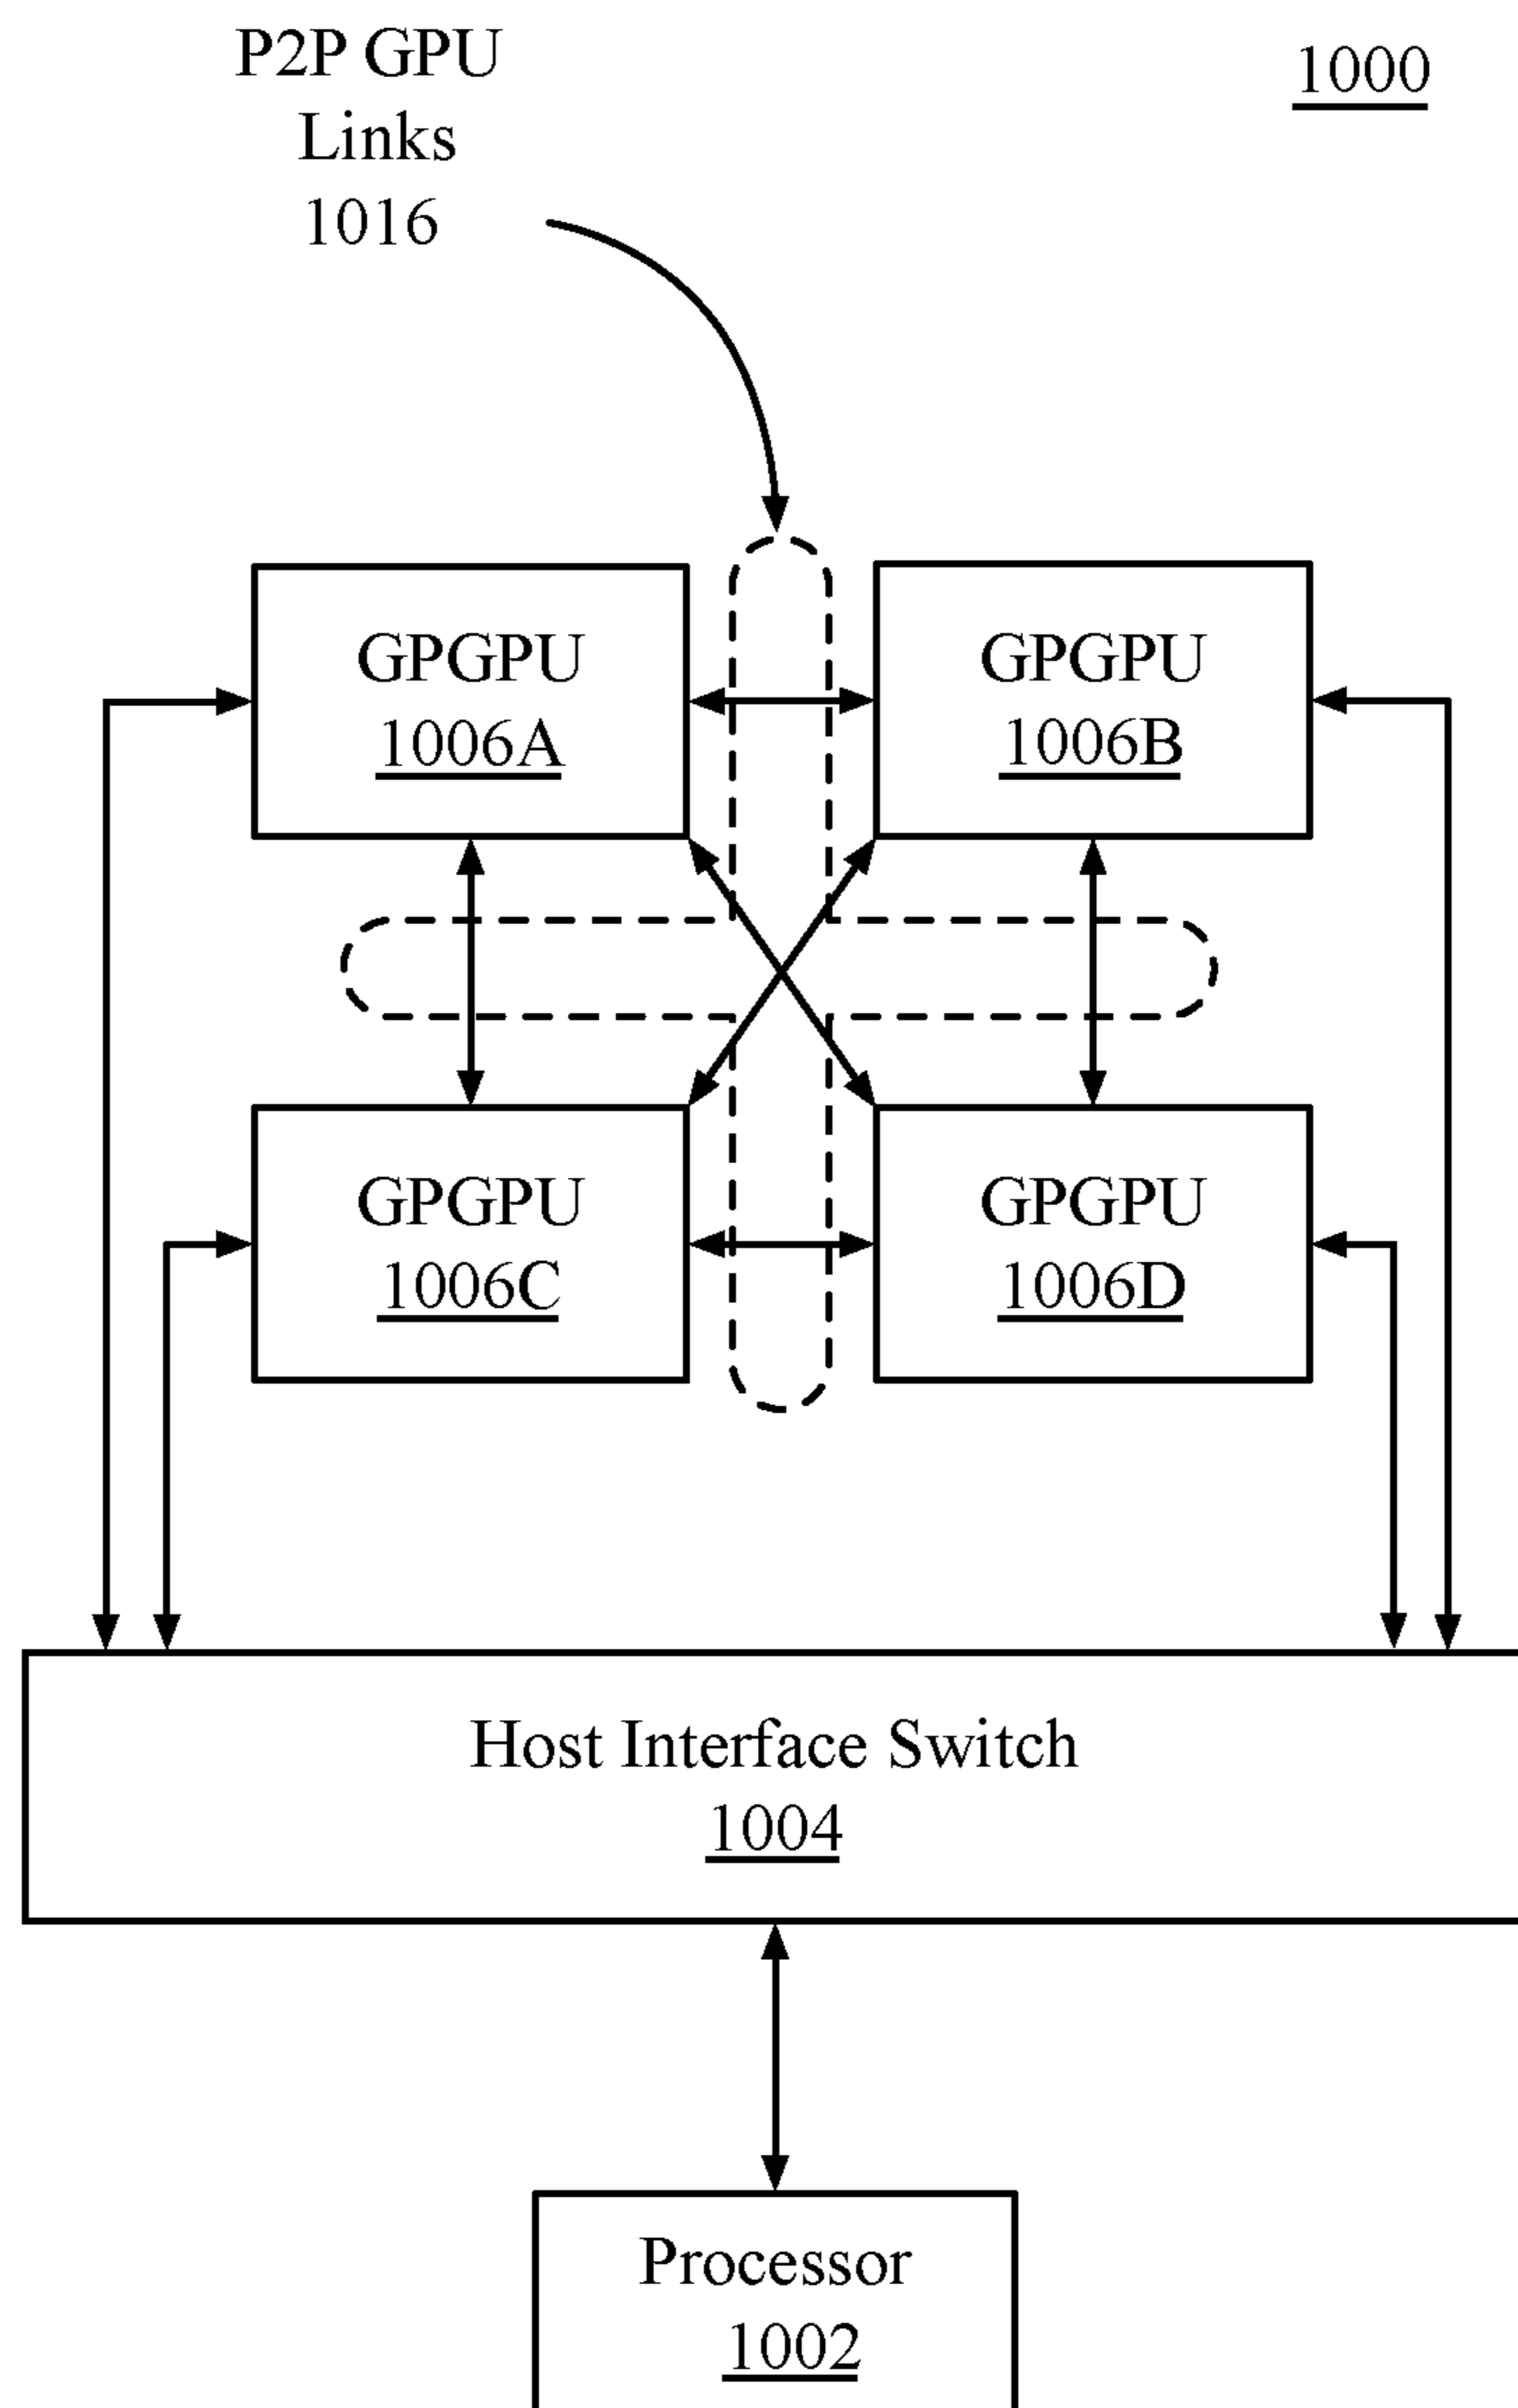 P2P GPU
Links
1016
1000
GPGPU
1006A
GPGPU
1006B
GPGPU
1006C
GPGPU
1006D
Host Interface Switch
1004
Processor
1002